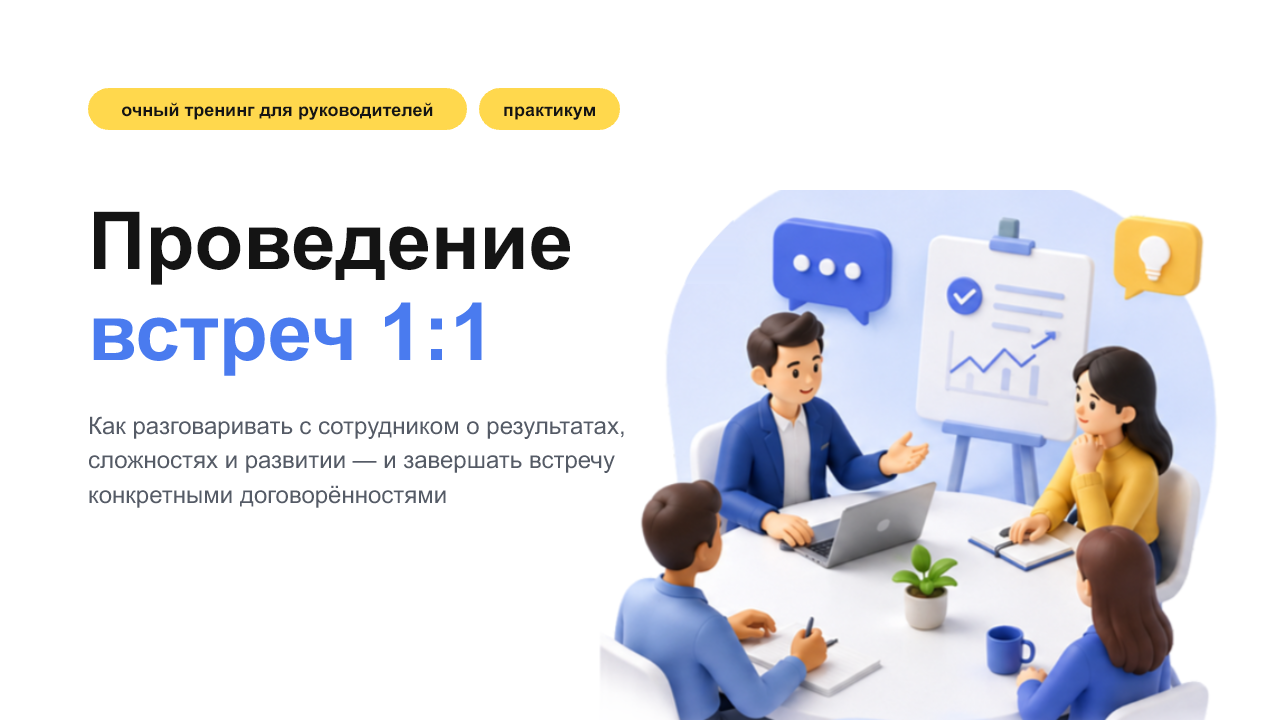 очный тренинг для руководителей
практикум
Проведение
встреч 1:1
Как разговаривать с сотрудником о результатах,
сложностях и развитии — и завершать встречу
конкретными договорённостями